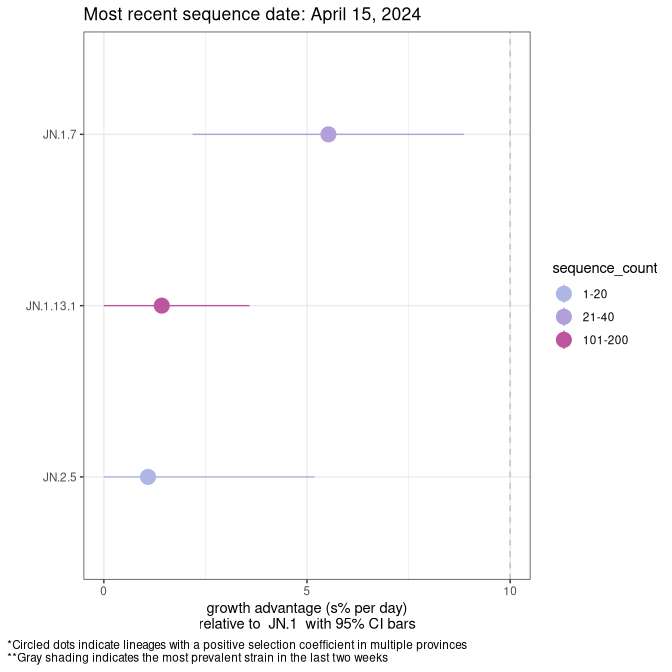 Most recent sequence date: April 15, 2024
JN.1.7
JN.1.13.1
JN.2.5
0
5
10
growth advantage (s% per day)
relative to JN.1 with 95% CI bars
sequence_count
1-20
21-40
101-200
*Circled dots indicate lineages with a positive selection coefficient in multiple provinces
**Gray shading indicates the most prevalent strain in the last two weeks